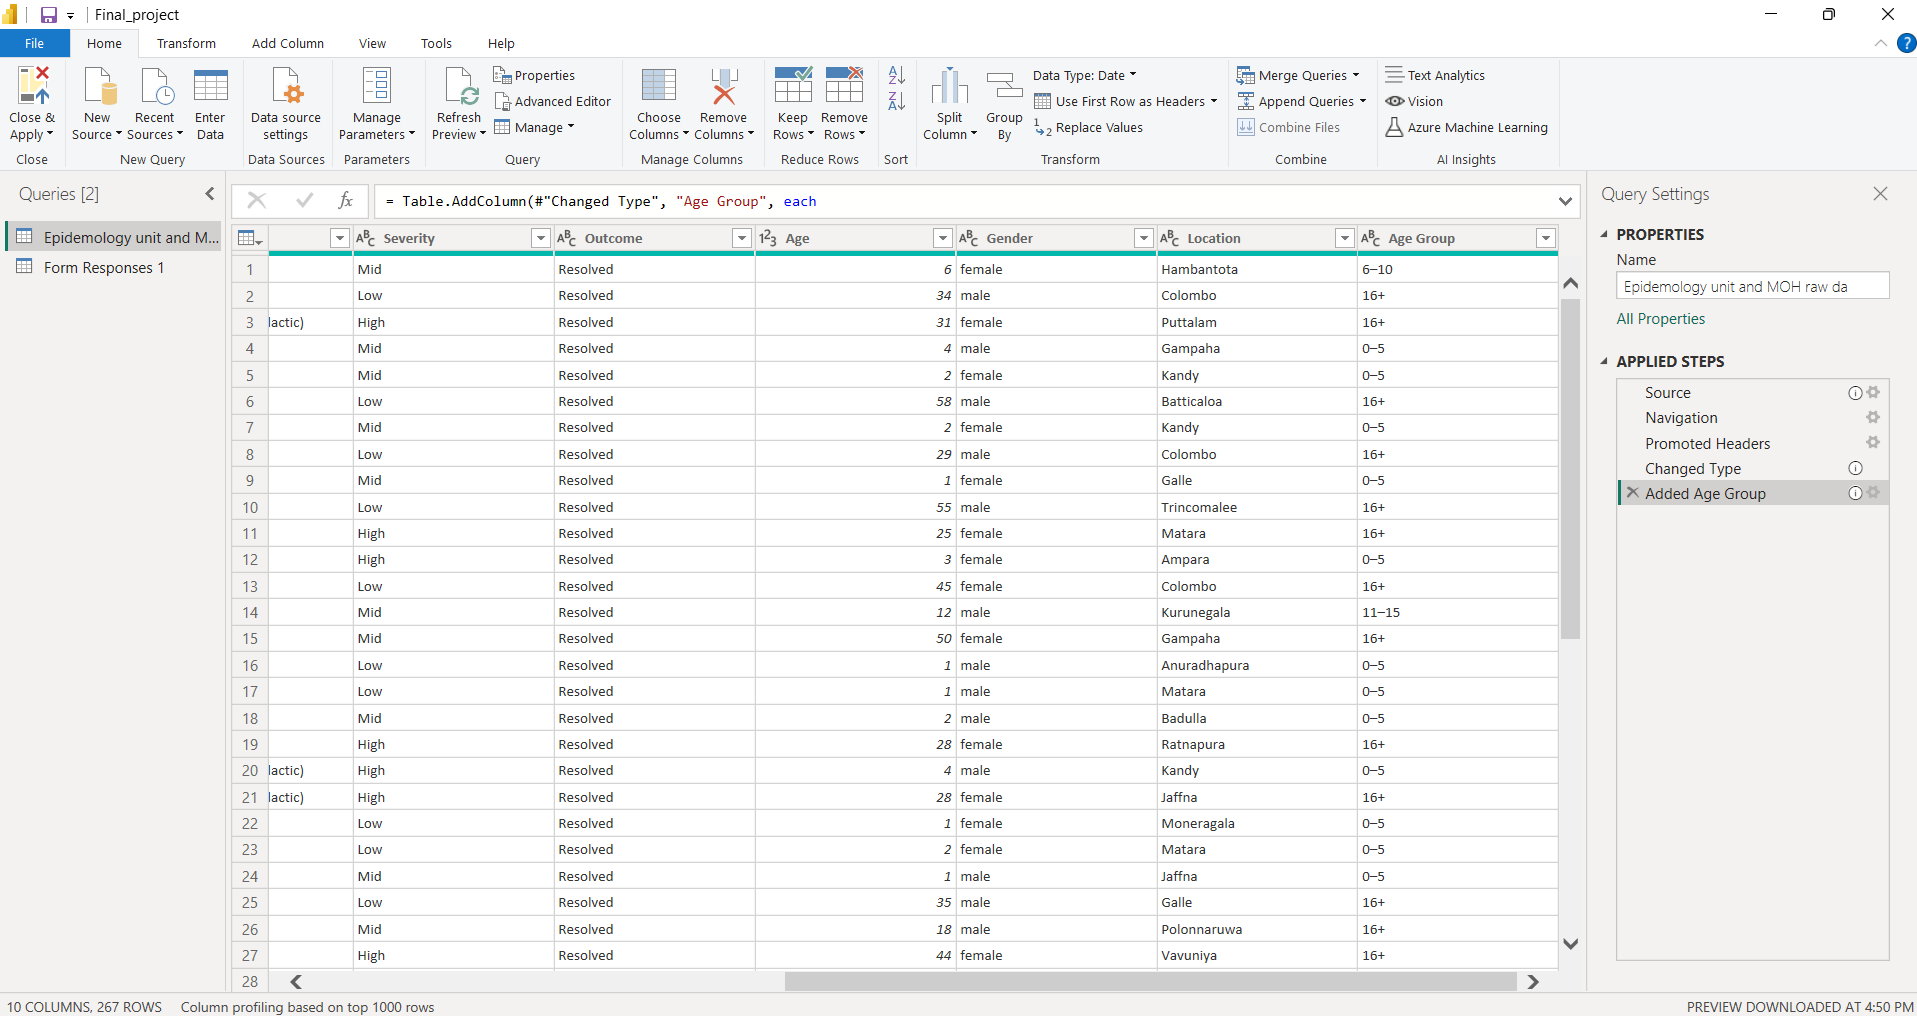 Final_project
File Home Transform Add Column View Tools Help
Close & Apply
New Source
Recent Sources
Enter Data
Data source settings
Manage Parameters
Refresh Preview
Properties
Advanced Editor
Manage
Choose Columns
Remove Columns
Keep Rows
Remove Rows
Split Column
Group By
Data Type: Date
Use First Row as Headers
Replace Values
Merge Queries
Append Queries
Combine Files
Text Analytics
Vision
Azure Machine Learning
Close New Query Data Sources Parameters Query Manage Columns Reduce Rows Sort Transform Combine AI Insights
Queries [2]
Epidemology unit and M...
Form Responses 1
fx = Table.AddColumn(#"Changed Type", "Age Group", each
ABC Severity ABC Outcome 123 Age ABC Gender ABC Location ABC Age Group
1 Mid Resolved 6 female Hambantota 6–10
2 Low Resolved 34 male Colombo 16+
3 lactic) High Resolved 31 female Puttalam 16+
4 Mid Resolved 4 male Gampaha 0–5
5 Mid Resolved 2 female Kandy 0–5
6 Low Resolved 58 male Batticaloa 16+
7 Mid Resolved 2 female Kandy 0–5
8 Low Resolved 29 male Colombo 16+
9 Mid Resolved 1 female Galle 0–5
10 Low Resolved 55 male Trincomalee 16+
11 High Resolved 25 female Matara 16+
12 High Resolved 3 female Ampara 0–5
13 Low Resolved 45 female Colombo 16+
14 Mid Resolved 12 male Kurunegala 11–15
15 Mid Resolved 50 female Gampaha 16+
16 Low Resolved 1 male Anuradhapura 0–5
17 Low Resolved 1 male Matara 0–5
18 Mid Resolved 2 male Badulla 0–5
19 High Resolved 28 female Ratnapura 16+
20 lactic) High Resolved 4 male Kandy 0–5
21 lactic) High Resolved 28 female Jaffna 16+
22 Low Resolved 1 female Moneragala 0–5
23 Low Resolved 2 female Matara 0–5
24 Mid Resolved 1 male Jaffna 0–5
25 Low Resolved 35 male Galle 16+
26 Mid Resolved 18 male Polonnaruwa 16+
27 High Resolved 44 female Vavuniya 16+
28
Query Settings
PROPERTIES
Name
Epidemology unit and MOH raw da
All Properties
APPLIED STEPS
Source
Navigation
Promoted Headers
Changed Type
Added Age Group
10 COLUMNS, 267 ROWS Column profiling based on top 1000 rows PREVIEW DOWNLOADED AT 4:50 PM